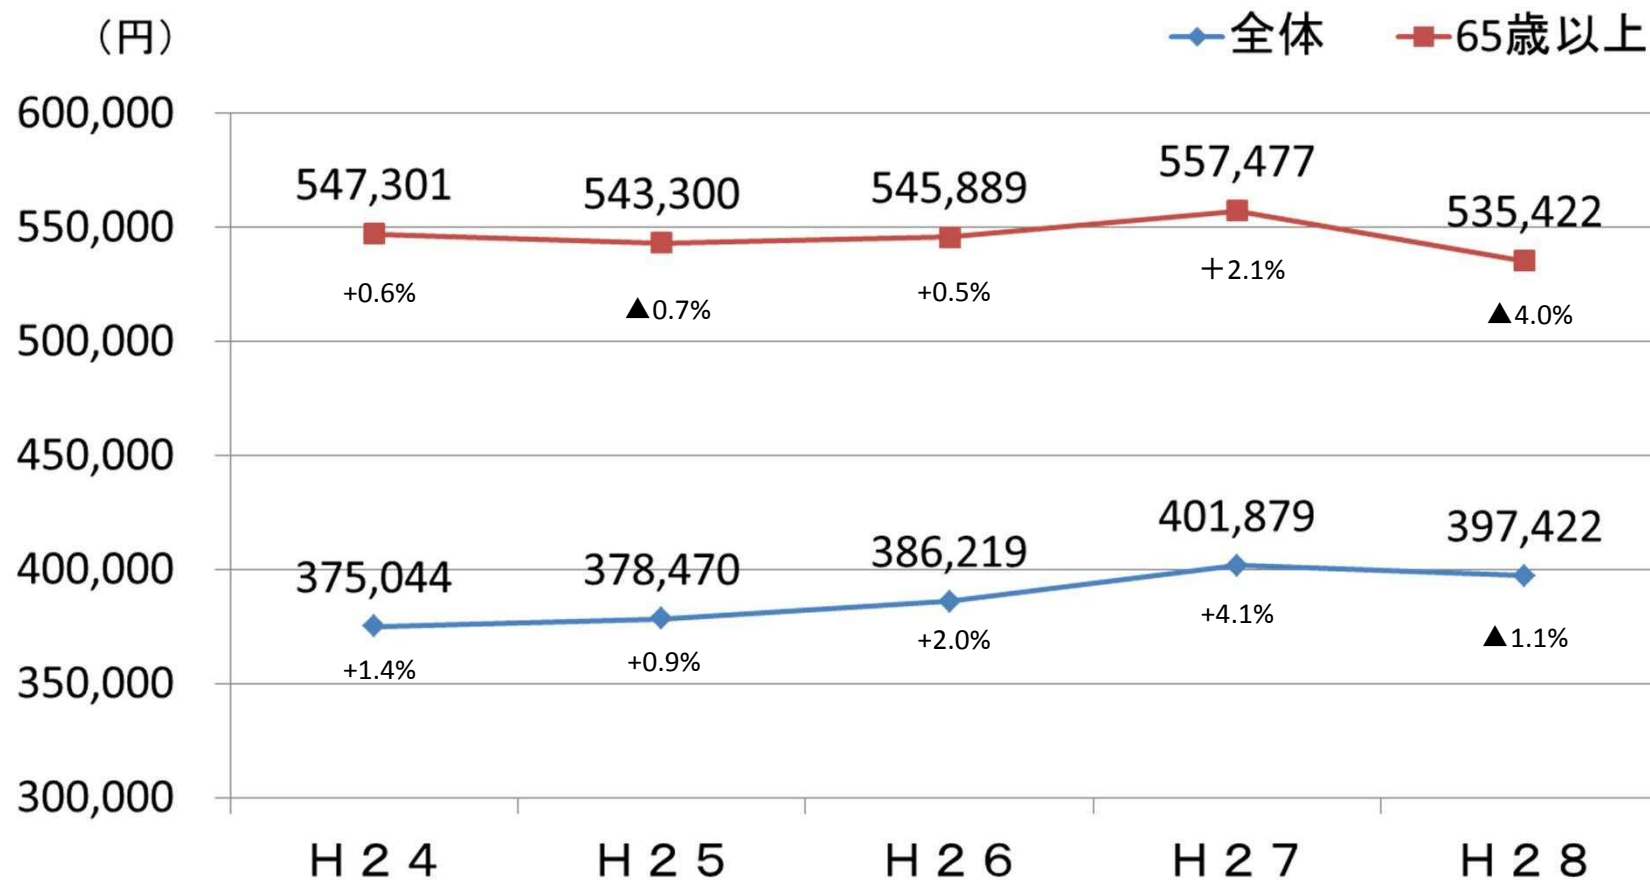 （円）
全体 65歳以上
600,000
547,301 543,300 545,889 557,477 535,422
550,000
+0.6% ▲0.7% +0.5% ＋2.1% ▲4.0%
500,000
450,000
375,044 378,470 386,219 401,879 397,422
400,000
+1.4% +0.9% +2.0% +4.1% ▲1.1%
350,000
300,000
Ｈ２４ Ｈ２５ Ｈ２６ Ｈ２７ Ｈ２８